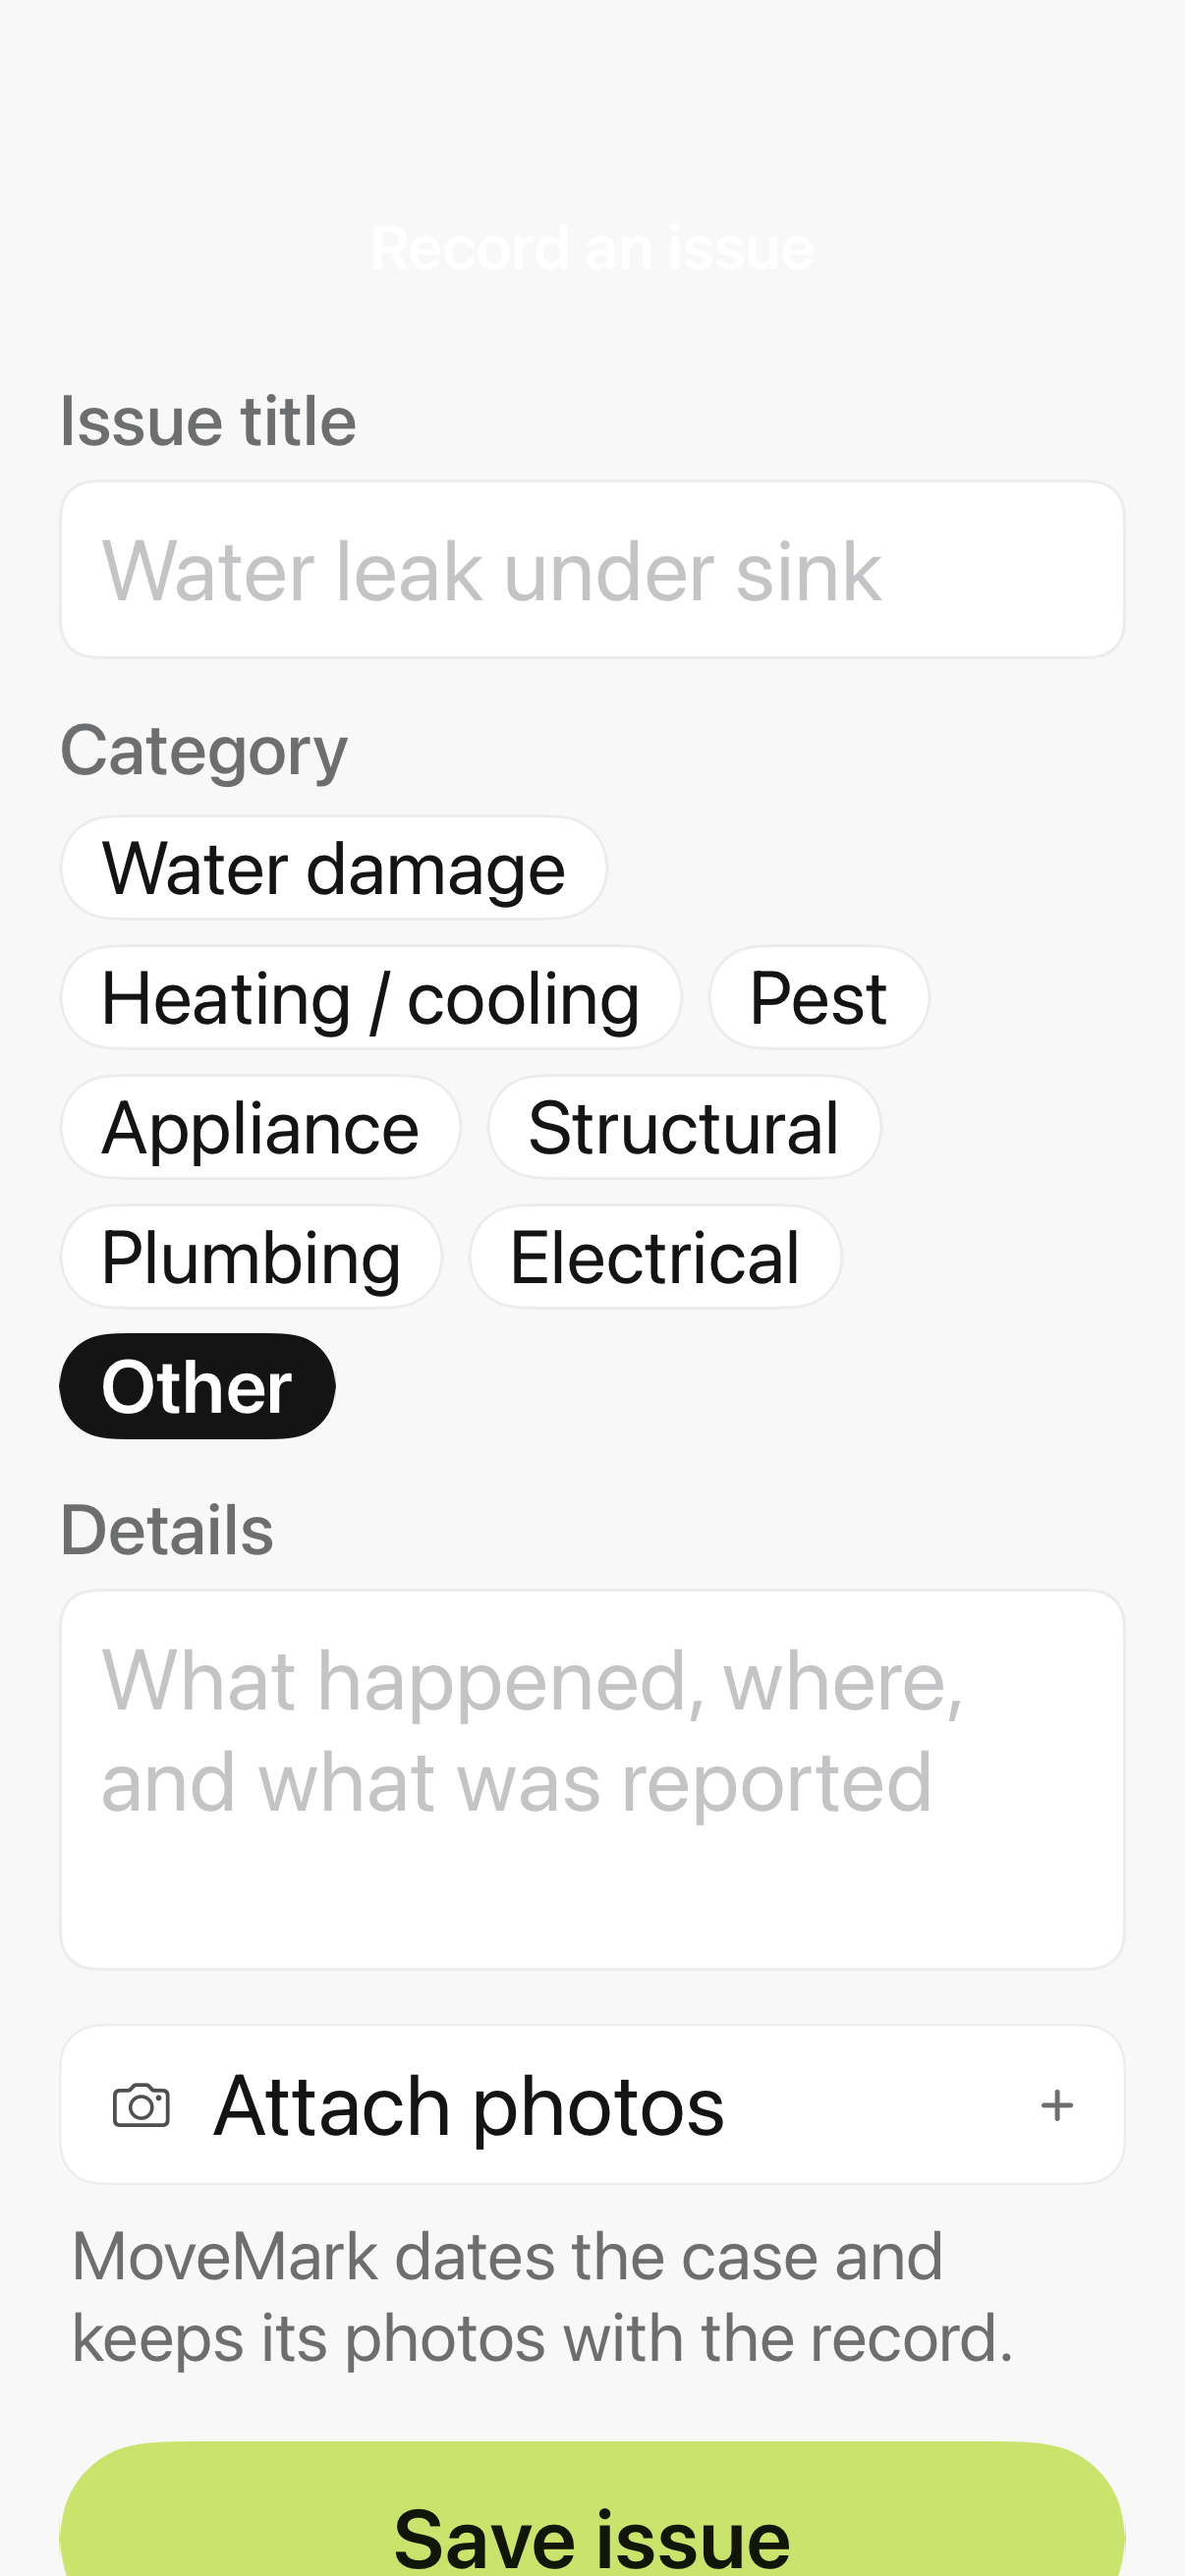 Record an issue
Issue title
Water leak under sink
Category
Water damage
Heating / cooling Pest
Appliance Structural
Plumbing Electrical
Other
Details
What happened, where,
and what was reported
Attach photos +
MoveMark dates the case and
keeps its photos with the record.
Save issue